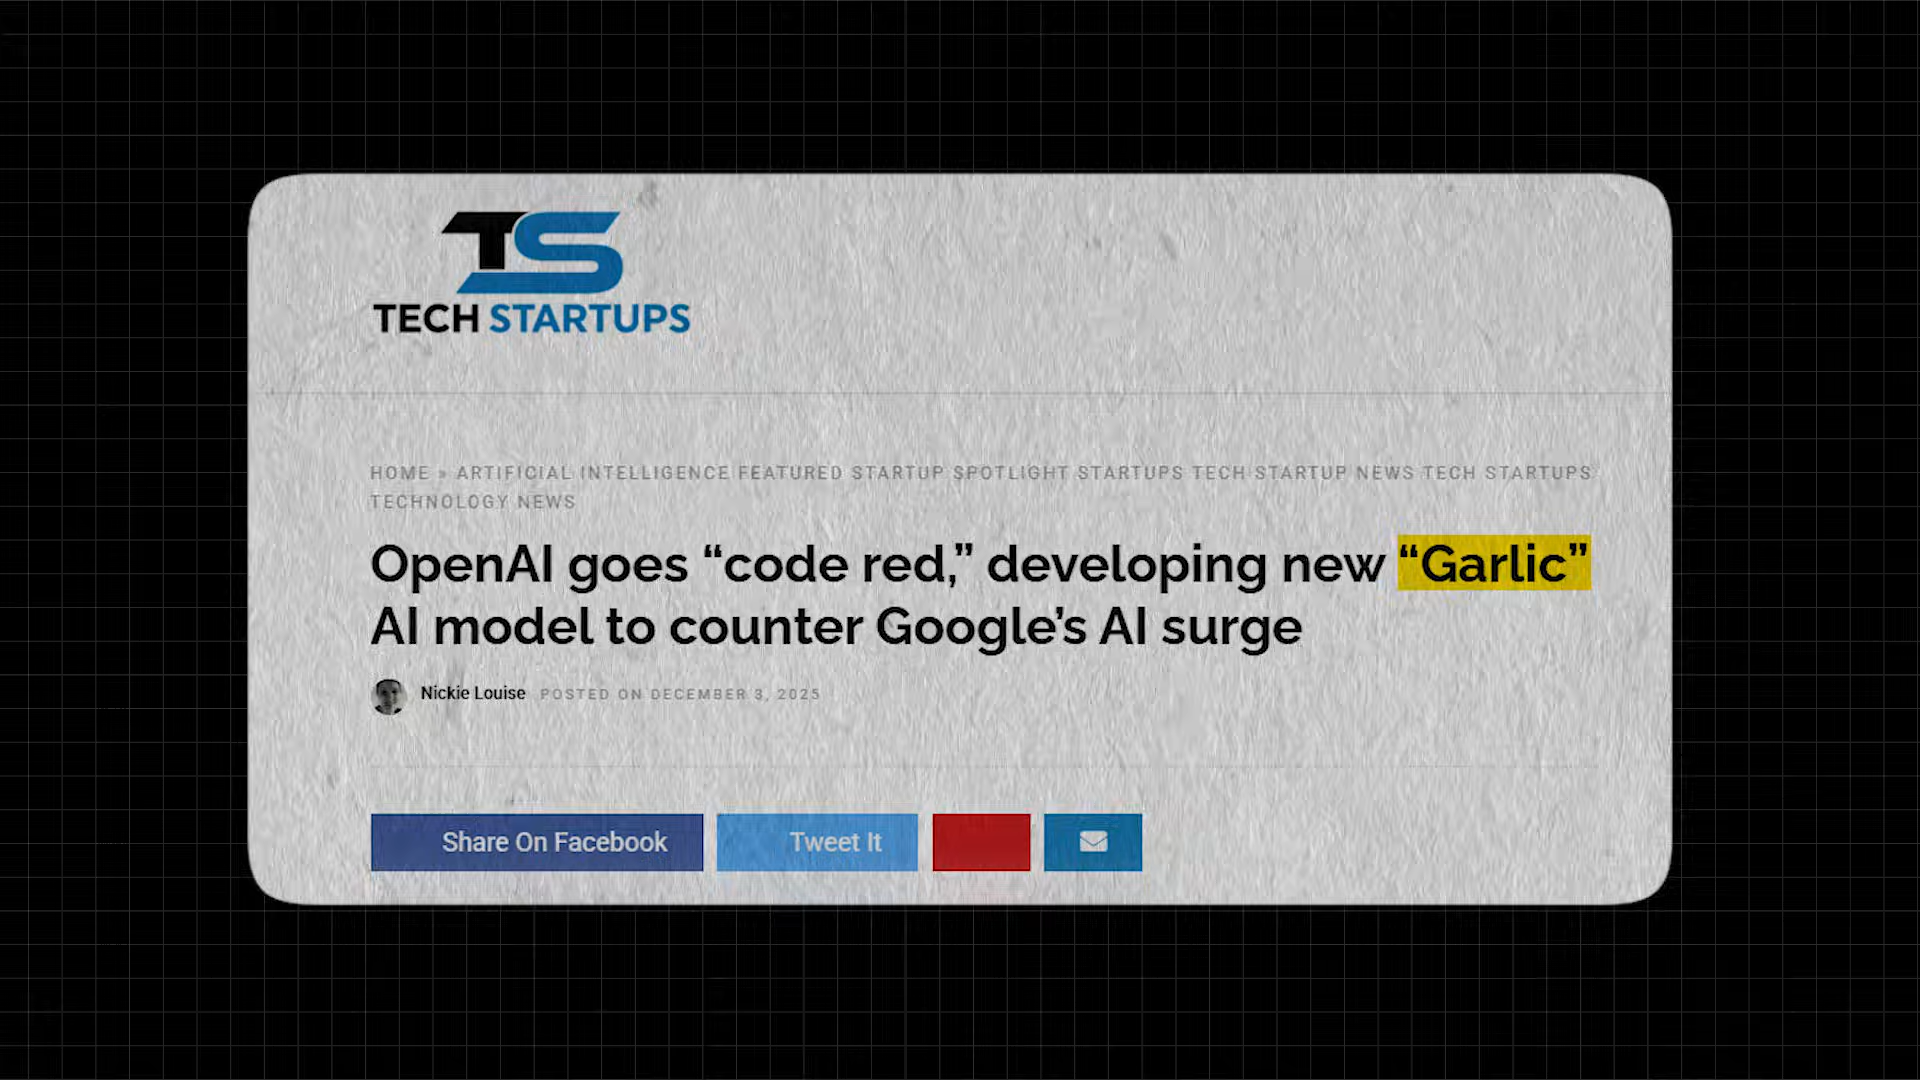 TS
TECH STARTUPS
HOME » ARTIFICIAL INTELLIGENCE FEATURED STARTUP SPOTLIGHT STARTUPS TECH STARTUP NEWS TECH STARTUPS
TECHNOLOGY NEWS
OpenAI goes “code red,” developing new “Garlic”
AI model to counter Google’s AI surge
Nickie Louise POSTED ON DECEMBER 3, 2025
Share On Facebook Tweet It